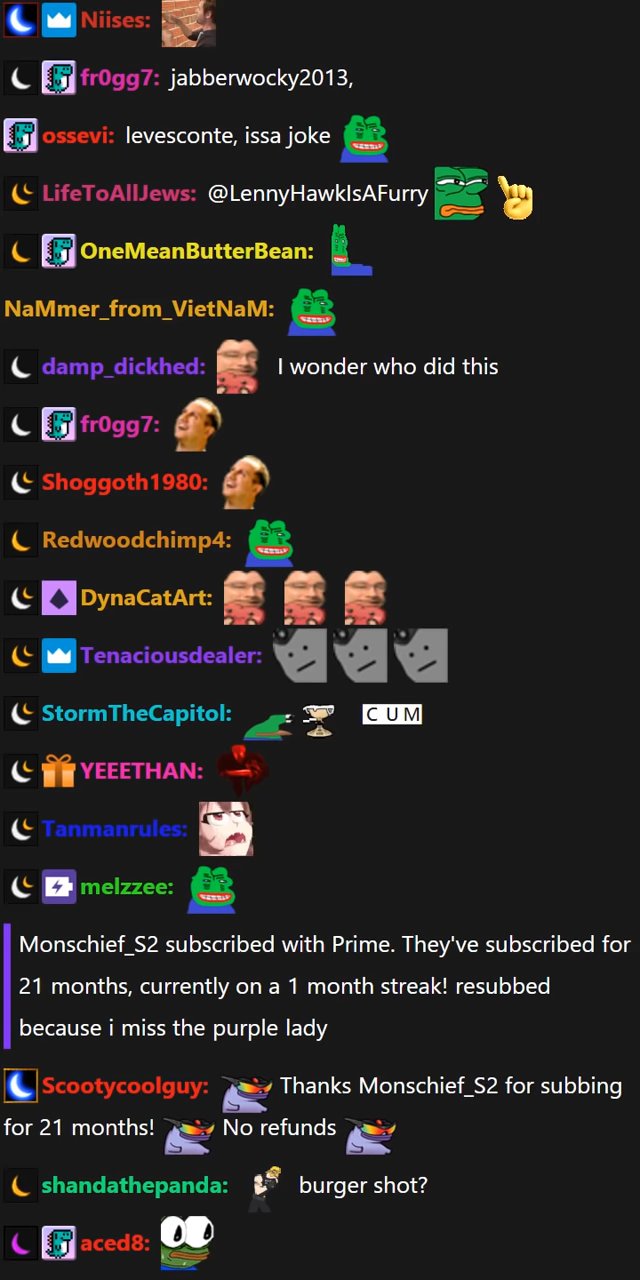 Niises:
fr0gg7: jabberwocky2013,
ossevi: levesconte, issa joke
LifeToAllJews: @LennyHawkIsAFurry
OneMeanButterBean:
NaMmer_from_VietNaM:
damp_dickhed: I wonder who did this
fr0gg7:
Shoggoth1980:
Redwoodchimp4:
DynaCatArt:
Tenaciousdealer:
StormTheCapitol: C U M
YEEETHAN:
Tanmanrules:
melzzee:
Monschief_S2 subscribed with Prime. They've subscribed for
21 months, currently on a 1 month streak! resubbed
because i miss the purple lady
Scootycoolguy: Thanks Monschief_S2 for subbing
for 21 months! No refunds
shandathepanda: burger shot?
aced8: